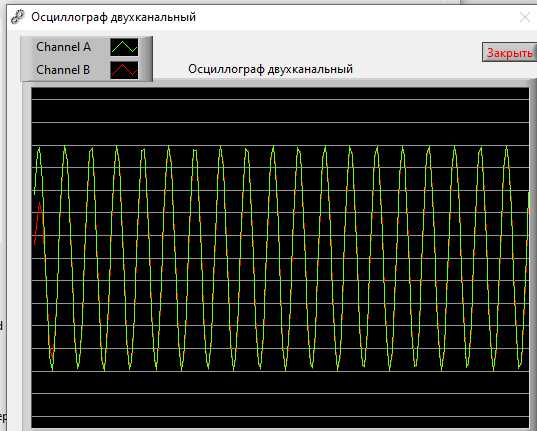 Осциллограф двухканальный
Channel A
Channel B
Осциллограф двухканальный
Закрыть